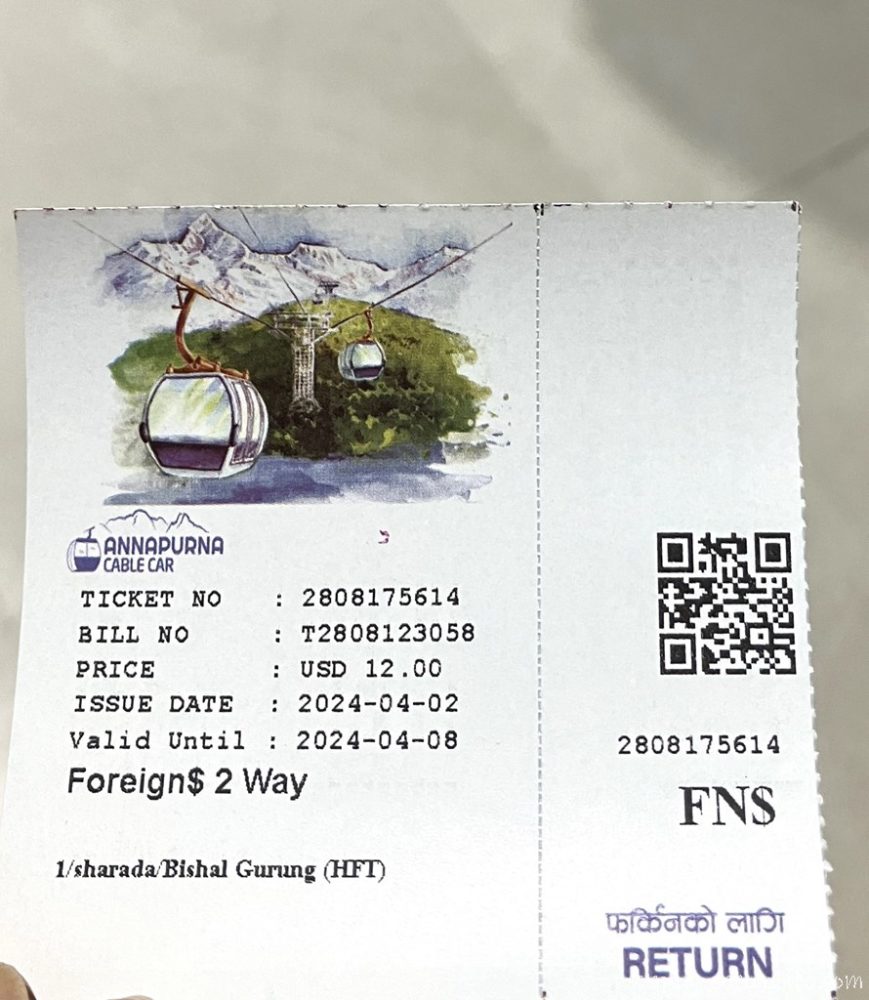 ANNAPURNA
CABLE CAR
TICKET NO : 2808175614
BILL NO : T2808123058
PRICE : USD 12.00
ISSUE DATE : 2024-04-02
Valid Until : 2024-04-08
Foreign$ 2 Way
1/sharada/Bishal Gurung (HFT)
2808175614
FN$
फर्किनको लागि
RETURN